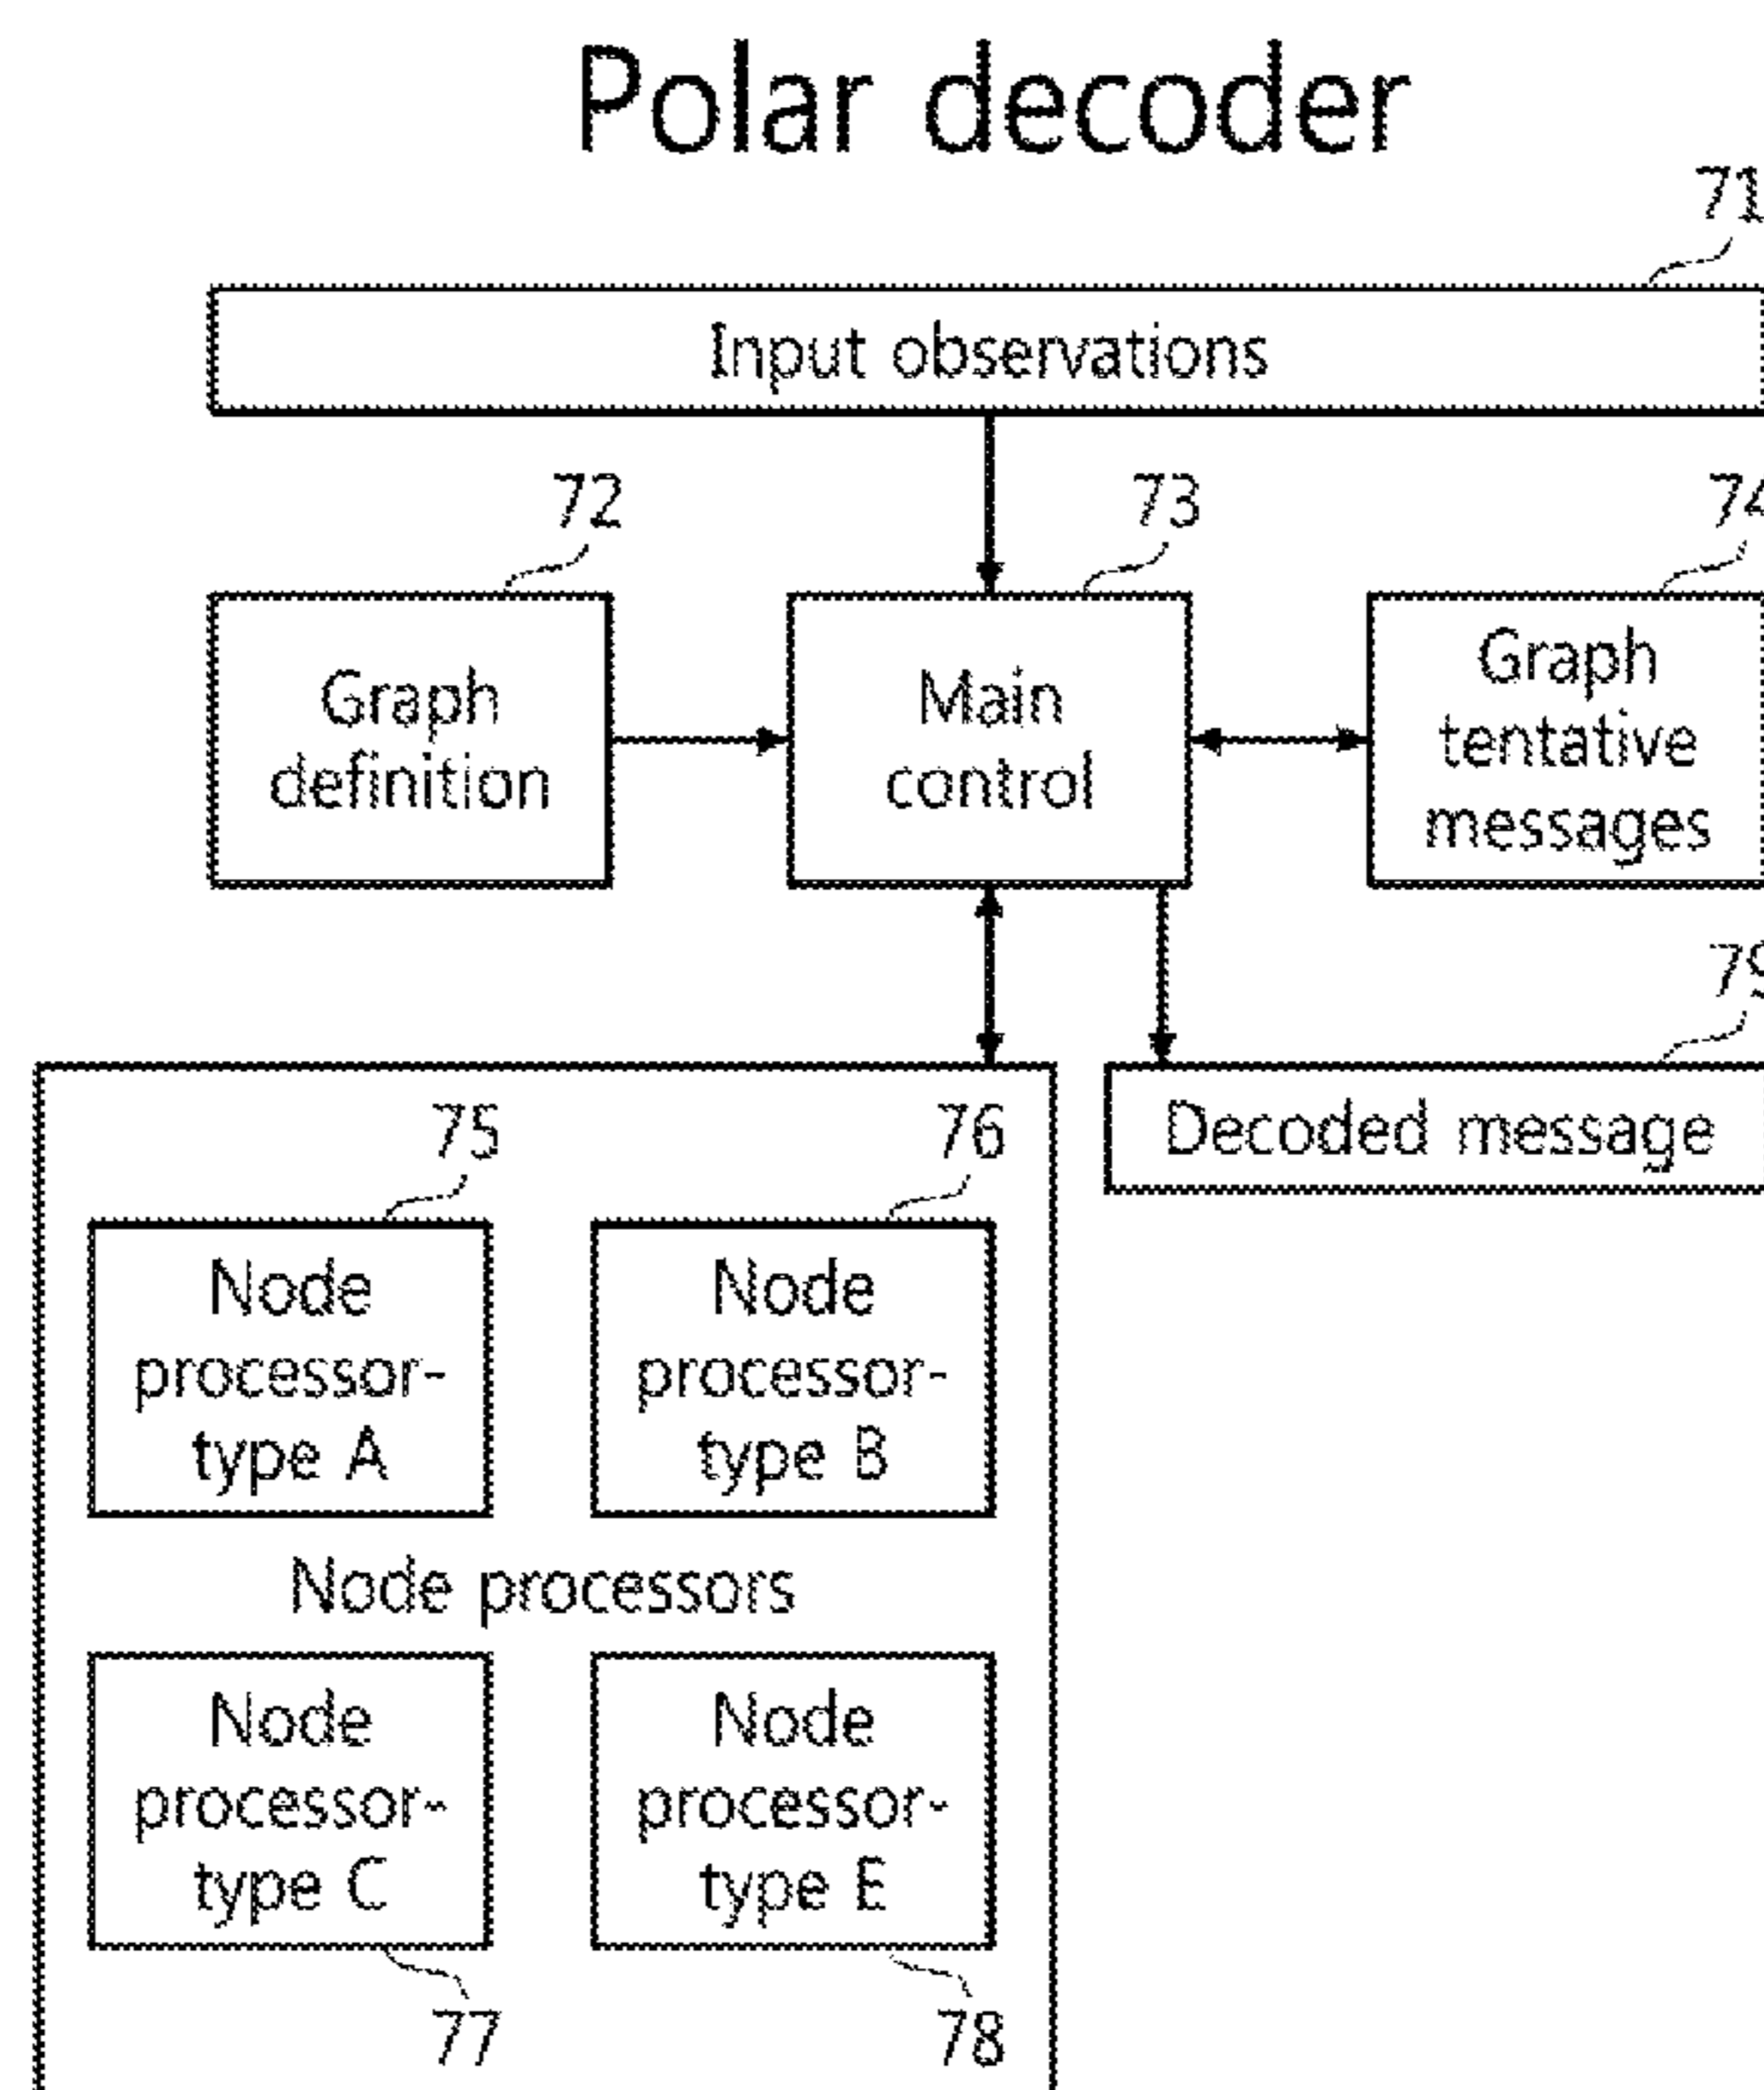 Polar decoder
71
Input observations
72
73
74
Graph
definition
Main
control
Graph
tentative
messages
79
Decoded message
75
76
Node
processor-
type A
Node
processor-
type B
Node processors
Node
processor-
type C
Node
processor-
type E
77
78